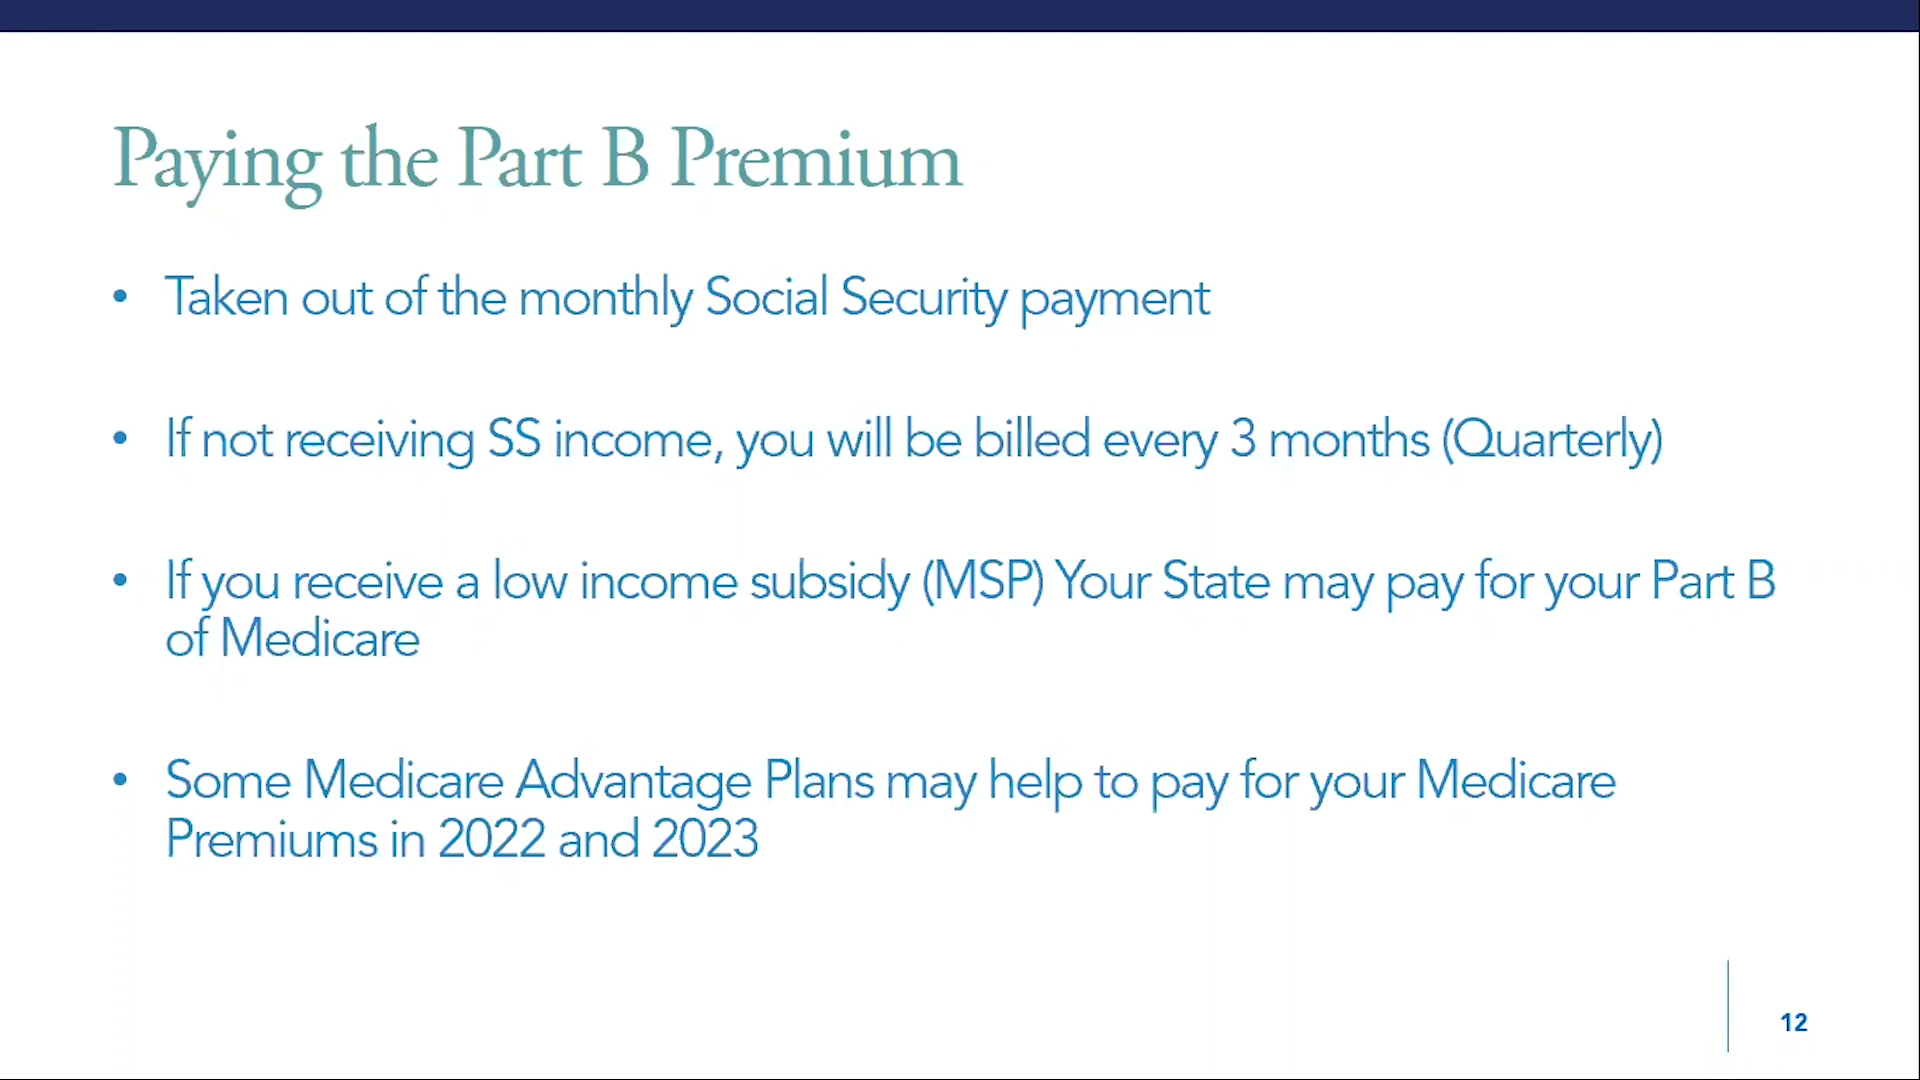 Paying the Part B Premium
• Taken out of the monthly Social Security payment
• If not receiving SS income, you will be billed every 3 months (Quarterly)
• If you receive a low income subsidy (MSP) Your State may pay for your Part B
of Medicare
• Some Medicare Advantage Plans may help to pay for your Medicare
Premiums in 2022 and 2023
12